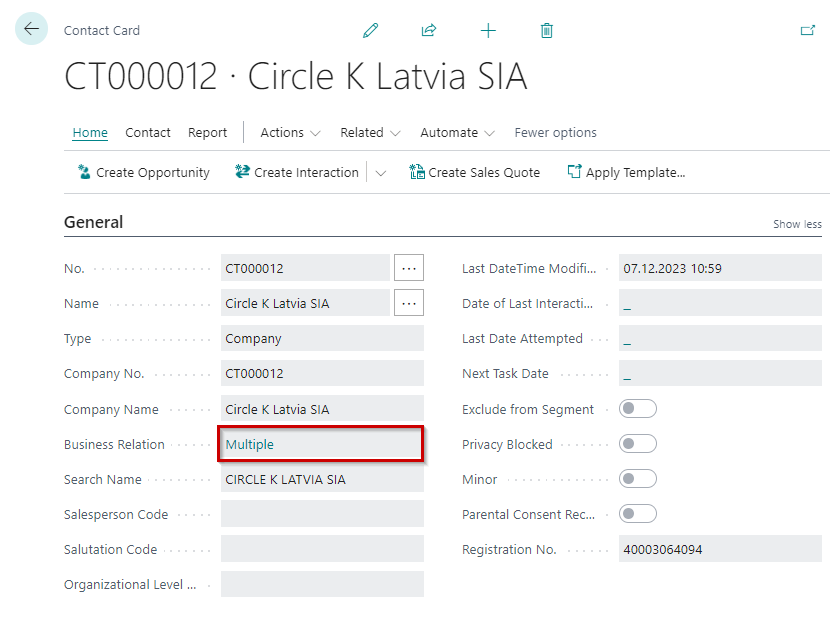 Contact Card
CT000012 · Circle K Latvia SIA
Home Contact Report Actions Related Automate Fewer options
Create Opportunity Create Interaction Create Sales Quote Apply Template...
General Show less
No. CT000012 ...
Name Circle K Latvia SIA ...
Type Company
Company No. CT000012
Company Name Circle K Latvia SIA
Business Relation Multiple
Search Name CIRCLE K LATVIA SIA
Salesperson Code
Salutation Code
Organizational Level ...
Last DateTime Modifi... 07.12.2023 10:59
Date of Last Interacti... _
Last Date Attempted _
Next Task Date _
Exclude from Segment
Privacy Blocked
Minor
Parental Consent Rec...
Registration No. 40003064094